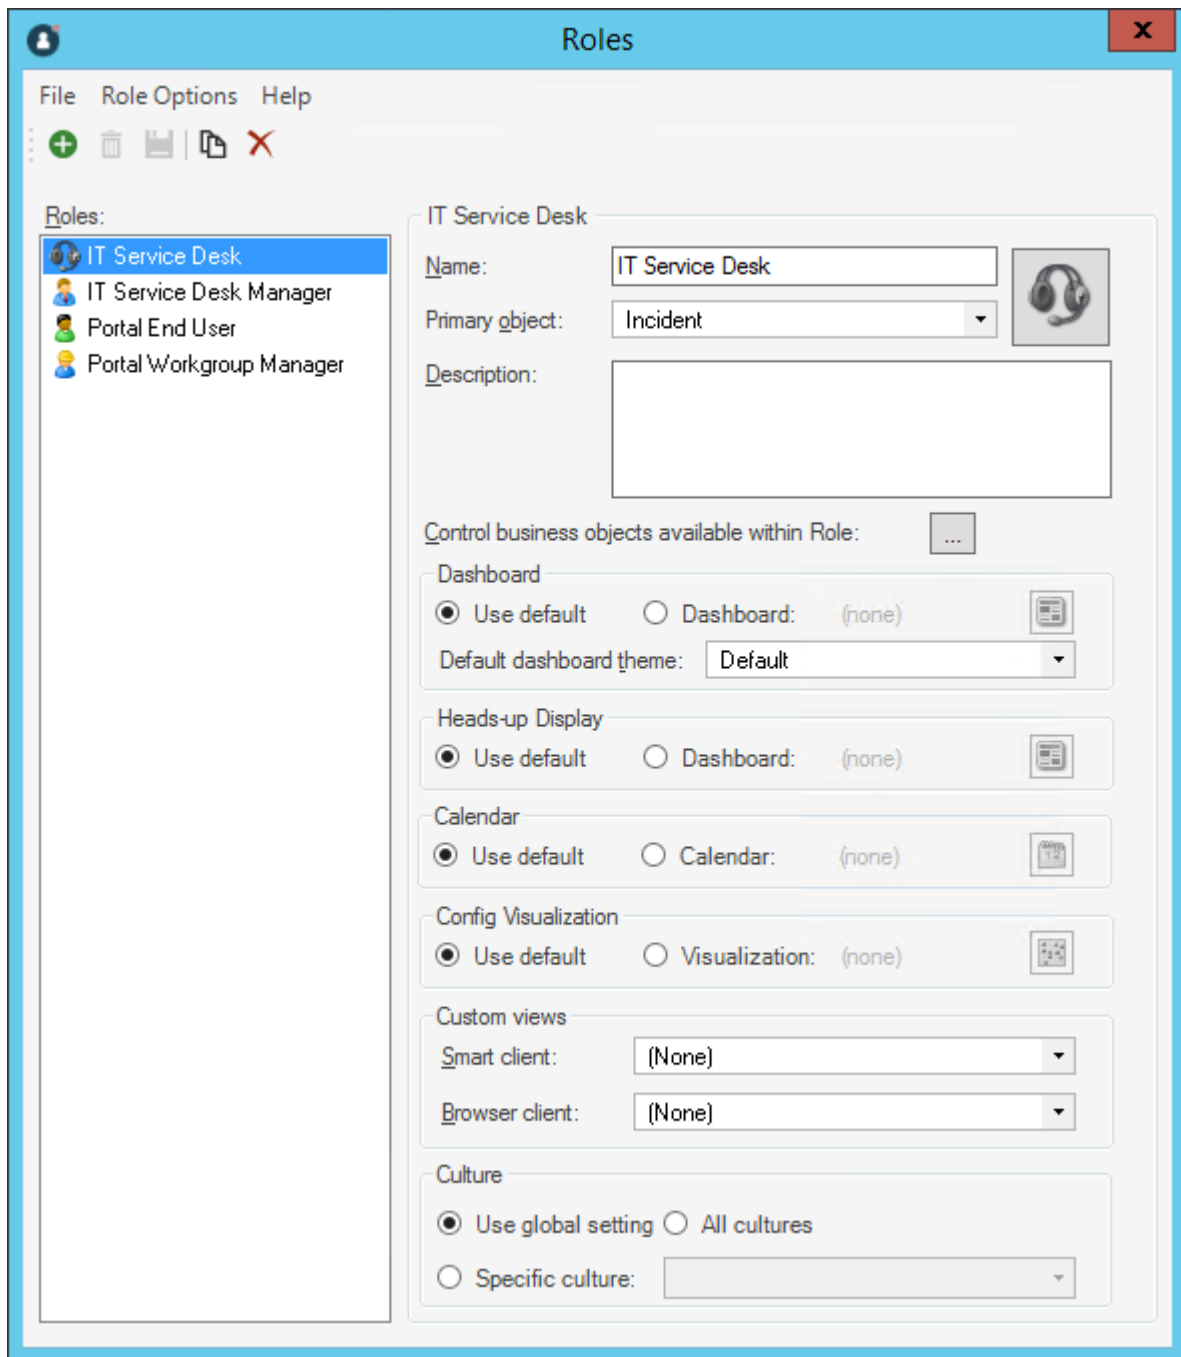 Roles
X
File Role Options Help
Roles:
IT Service Desk
IT Service Desk Manager
Portal End User
Portal Workgroup Manager
IT Service Desk
Name: IT Service Desk
Primary object: Incident
Description:
Control business objects available within Role: ...
Dashboard
Use default Dashboard: (none)
Default dashboard theme: Default
Heads-up Display
Use default Dashboard: (none)
Calendar
Use default Calendar: (none)
12
Config Visualization
Use default Visualization: (none)
Custom views
Smart client: (None)
Browser client: (None)
Culture
Use global setting All cultures
Specific culture: